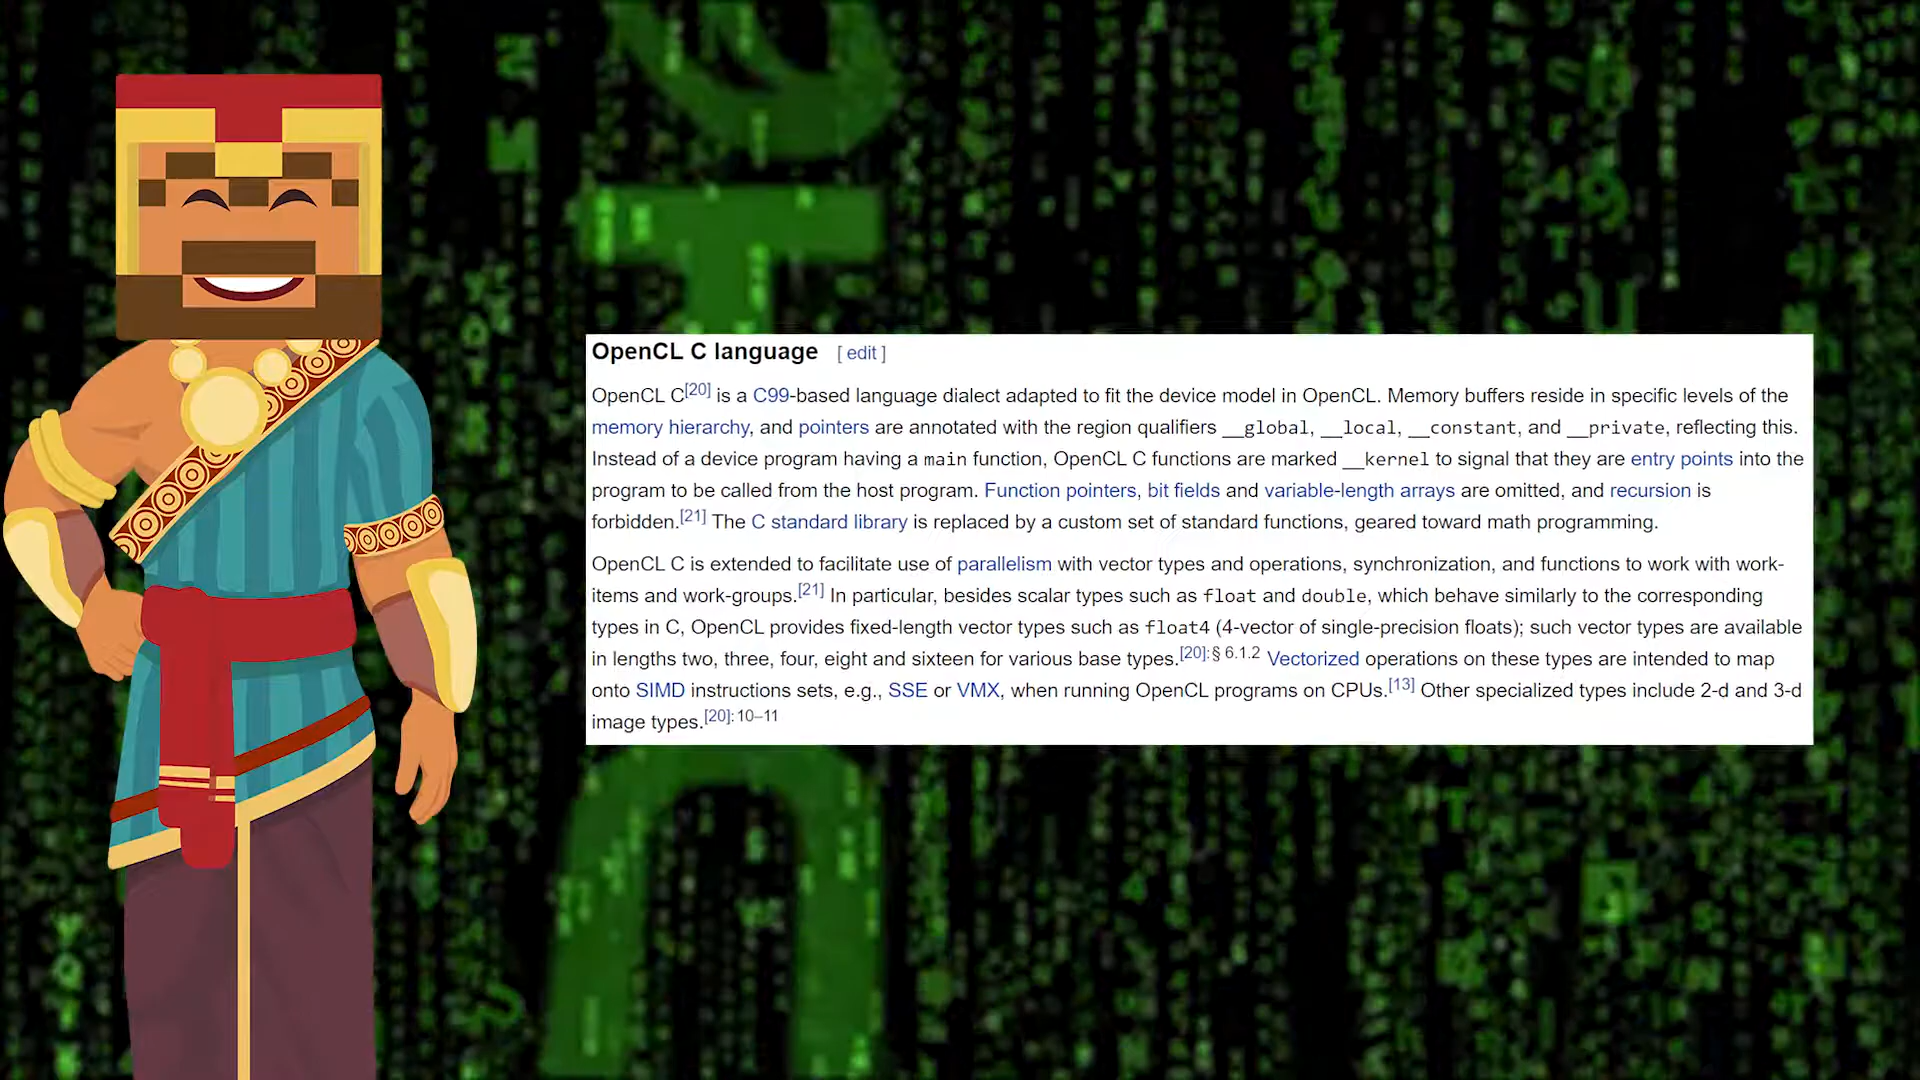 OpenCL C language [ edit ]
OpenCL C[20] is a C99-based language dialect adapted to fit the device model in OpenCL. Memory buffers reside in specific levels of the
memory hierarchy, and pointers are annotated with the region qualifiers __global, __local, __constant, and __private, reflecting this.
Instead of a device program having a main function, OpenCL C functions are marked __kernel to signal that they are entry points into the
program to be called from the host program. Function pointers, bit fields and variable-length arrays are omitted, and recursion is
forbidden.[21] The C standard library is replaced by a custom set of standard functions, geared toward math programming.
OpenCL C is extended to facilitate use of parallelism with vector types and operations, synchronization, and functions to work with work-
items and work-groups.[21] In particular, besides scalar types such as float and double, which behave similarly to the corresponding
types in C, OpenCL provides fixed-length vector types such as float4 (4-vector of single-precision floats); such vector types are available
in lengths two, three, four, eight and sixteen for various base types.[20]: § 6.1.2 Vectorized operations on these types are intended to map
onto SIMD instructions sets, e.g., SSE or VMX, when running OpenCL programs on CPUs.[13] Other specialized types include 2-d and 3-d
image types.[20]: 10–11